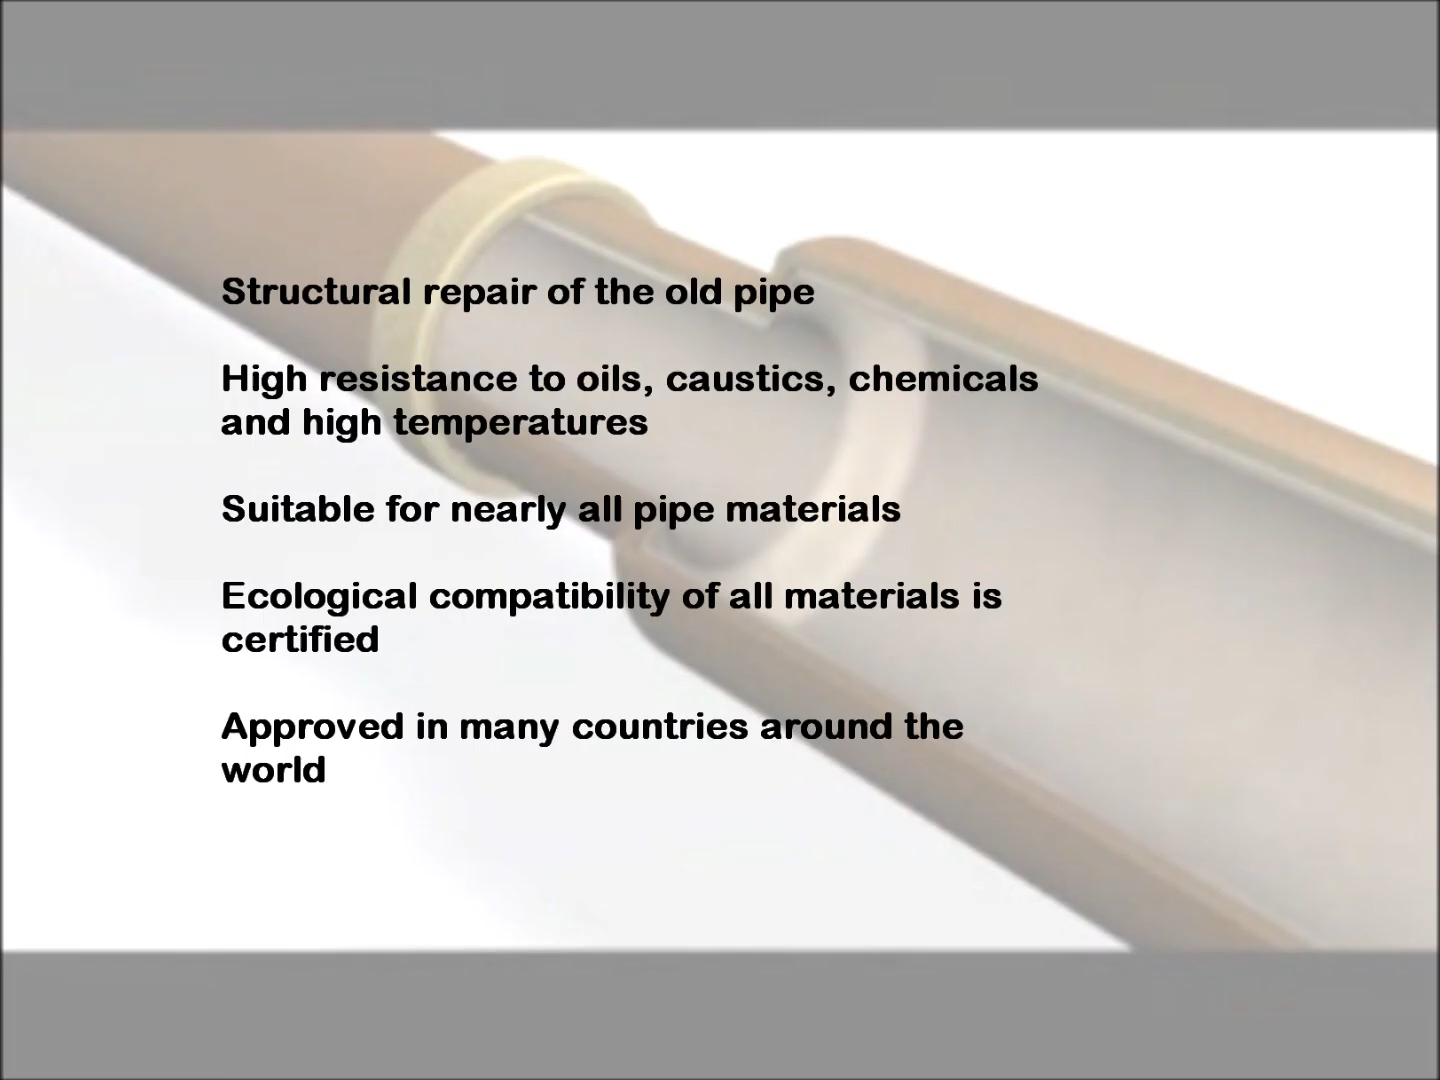 Structural repair of the old pipe
High resistance to oils, caustics, chemicals
and high temperatures
Suitable for nearly all pipe materials
Ecological compatibility of all materials is
certified
Approved in many countries around the
world